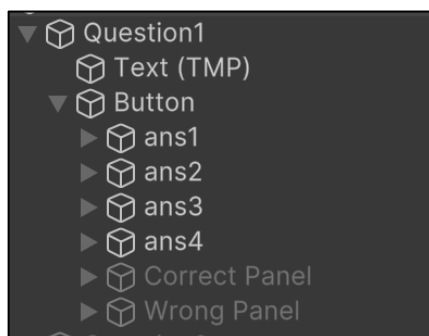 Question1
Text (TMP)
Button
ans1
ans2
ans3
ans4
Correct Panel
Wrong Panel